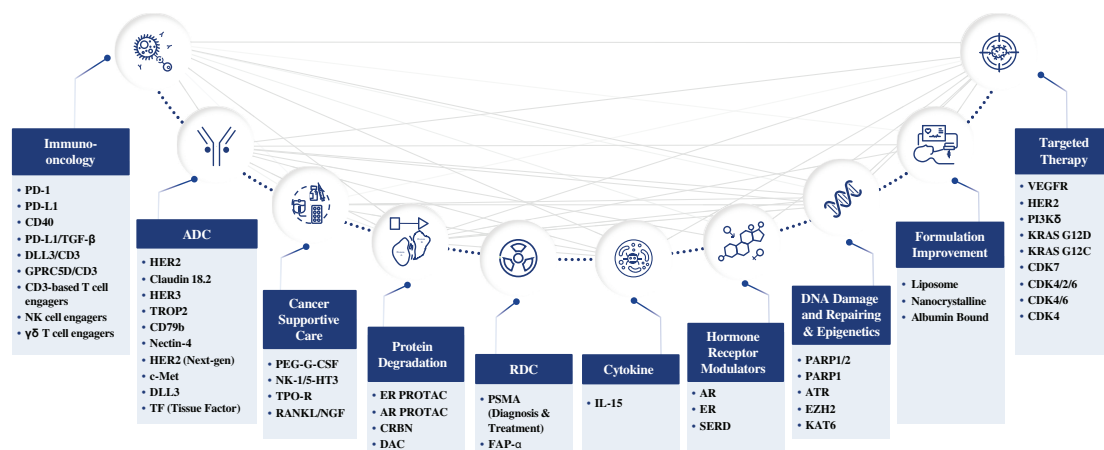 Immuno-
oncology
PD-1
PD-L1
CD40
PD-L1/TGF-β
DLL3/CD3
GPRC5D/CD3
CD3-based T cell
engagers
NK cell engagers
γδ T cell engagers
ADC
HER2
Claudin 18.2
HER3
TROP2
CD79b
Nectin-4
HER2 (Next-gen)
c-Met
DLL3
TF (Tissue Factor)
Cancer
Supportive
Care
PEG-G-CSF
NK-1/5-HT3
TPO-R
RANKL/NGF
Protein
Degradation
ER PROTAC
AR PROTAC
CRBN
DAC
RDC
PSMA
(Diagnosis &
Treatment)
FAP-α
Cytokine
IL-15
Hormone
Receptor
Modulators
AR
ER
SERD
DNA Damage
and Repairing
& Epigenetics
PARP1/2
PARP1
ATR
EZH2
KAT6
Formulation
Improvement
Liposome
Nanocrystalline
Albumin Bound
Targeted
Therapy
VEGFR
HER2
PI3Kδ
KRAS G12D
KRAS G12C
CDK7
CDK4/2/6
CDK4/6
CDK4